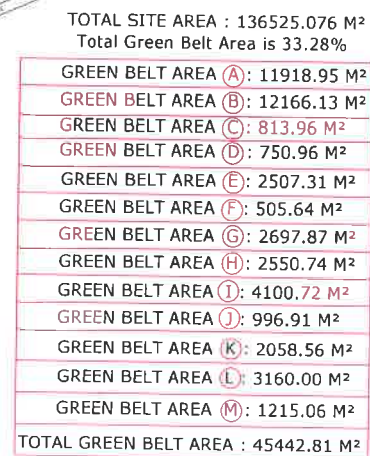 TOTAL SITE AREA : 136525.076 M²
Total Green Belt Area is 33.28%
GREEN BELT AREA Ⓐ: 11918.95 M²
GREEN BELT AREA Ⓑ: 12166.13 M²
GREEN BELT AREA Ⓒ: 813.96 M²
GREEN BELT AREA Ⓓ: 750.96 M²
GREEN BELT AREA Ⓔ: 2507.31 M²
GREEN BELT AREA Ⓕ: 505.64 M²
GREEN BELT AREA Ⓖ: 2697.87 M²
GREEN BELT AREA Ⓗ: 2550.74 M²
GREEN BELT AREA Ⓘ: 4100.72 M²
GREEN BELT AREA Ⓙ: 996.91 M²
GREEN BELT AREA Ⓚ: 2058.56 M²
GREEN BELT AREA Ⓛ: 3160.00 M²
GREEN BELT AREA Ⓜ: 1215.06 M²
TOTAL GREEN BELT AREA : 45442.81 M²